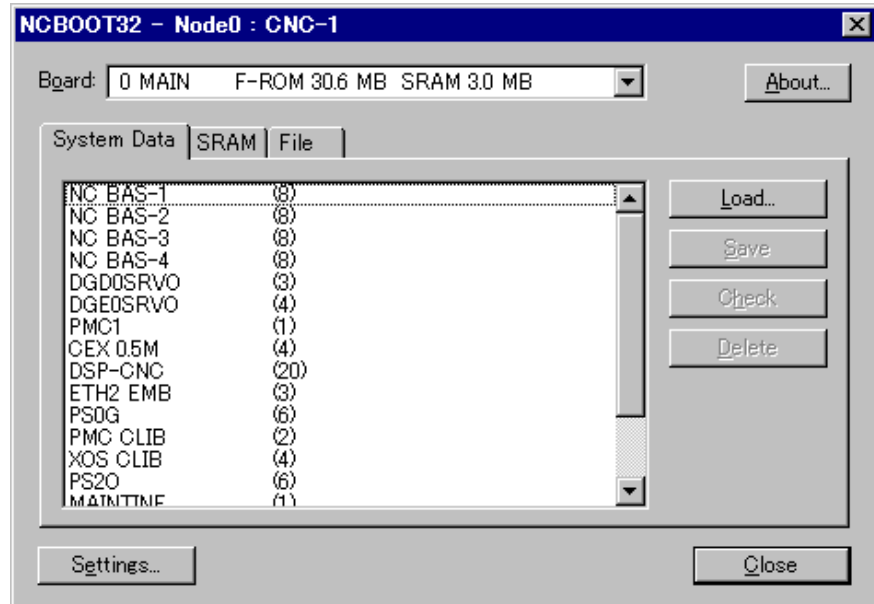 NCBOOT32 - Node0 : CNC-1
Board: 0 MAIN F-ROM 30.6 MB SRAM 3.0 MB
About...
System Data SRAM File
NC BAS-1 (8)
NC BAS-2 (8)
NC BAS-3 (8)
NC BAS-4 (8)
DGD0SRVO (3)
DGE0SRVO (4)
PMC1 (1)
CEX 0.5M (4)
DSP-CNC (20)
ETH2 EMB (3)
PS0G (6)
PMC CLIB (2)
XOS CLIB (4)
PS2O (6)
MAINTINF (1)
Load...
Save
Check
Delete
Settings...
Close